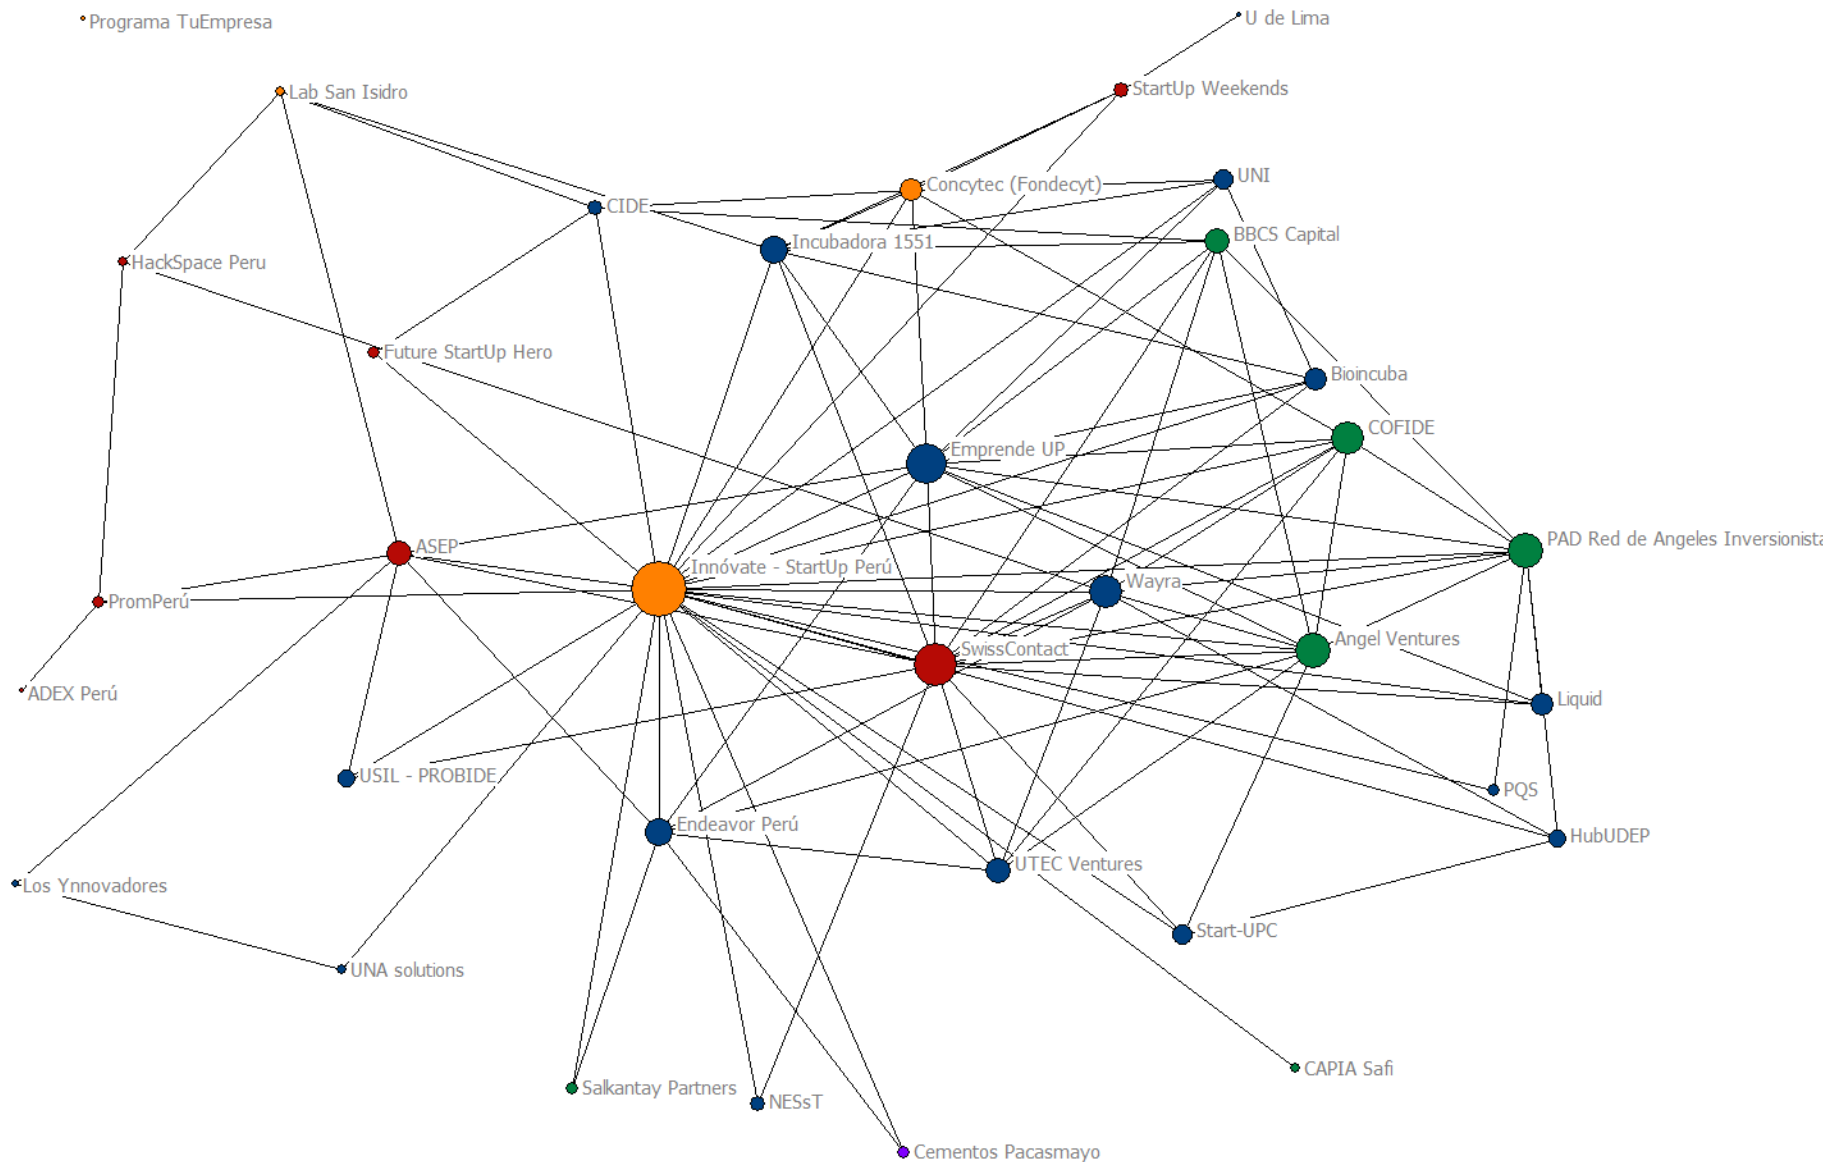 Programa TuEmpresa
U de Lima
Lab San Isidro
StartUp Weekends
Concytec (Fondecyt)
UNI
CIDE
BBCS Capital
Incubadora 1551
HackSpace Peru
Future StartUp Hero
Bioincuba
COFIDE
Emprende UP
PAD Red de Angeles Inversionista
ASEP
Innóvate - StartUp Perú
Wayra
PromPerú
SwissContact
Angel Ventures
ADEX Perú
Liquid
USIL - PROBIDE
PQS
Endeavor Perú
HubUDEP
UTEC Ventures
Los Ynnovadores
Start-UPC
UNA solutions
CAPIA Safi
Salkantay Partners
NESsT
Cementos Pacasmayo